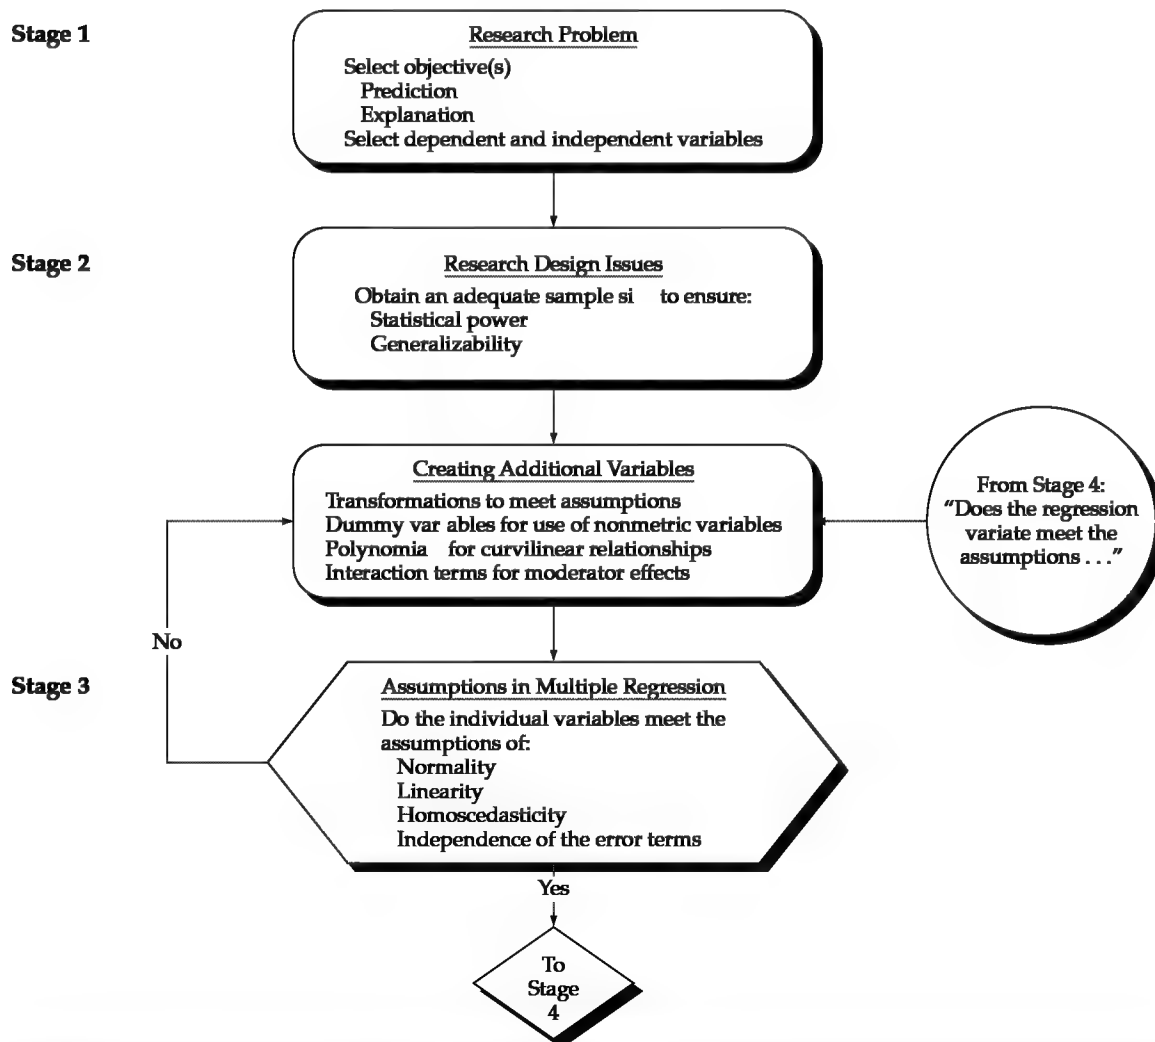 Stage 1
Research Problem
Select objective(s)
Prediction
Explanation
Select dependent and independent variables
Stage 2
Research Design Issues
Obtain an adequate sample si to ensure:
Statistical power
Generalizability
Creating Additional Variables
Transformations to meet assumptions
Dummy var ables for use of nonmetric variables
Polynomia for curvilinear relationships
Interaction terms for moderator effects
From Stage 4:
“Does the regression
variate meet the
assumptions . . .”
No
Stage 3
Assumptions in Multiple Regression
Do the individual variables meet the
assumptions of:
Normality
Linearity
Homoscedasticity
Independence of the error terms
Yes
To
Stage
4